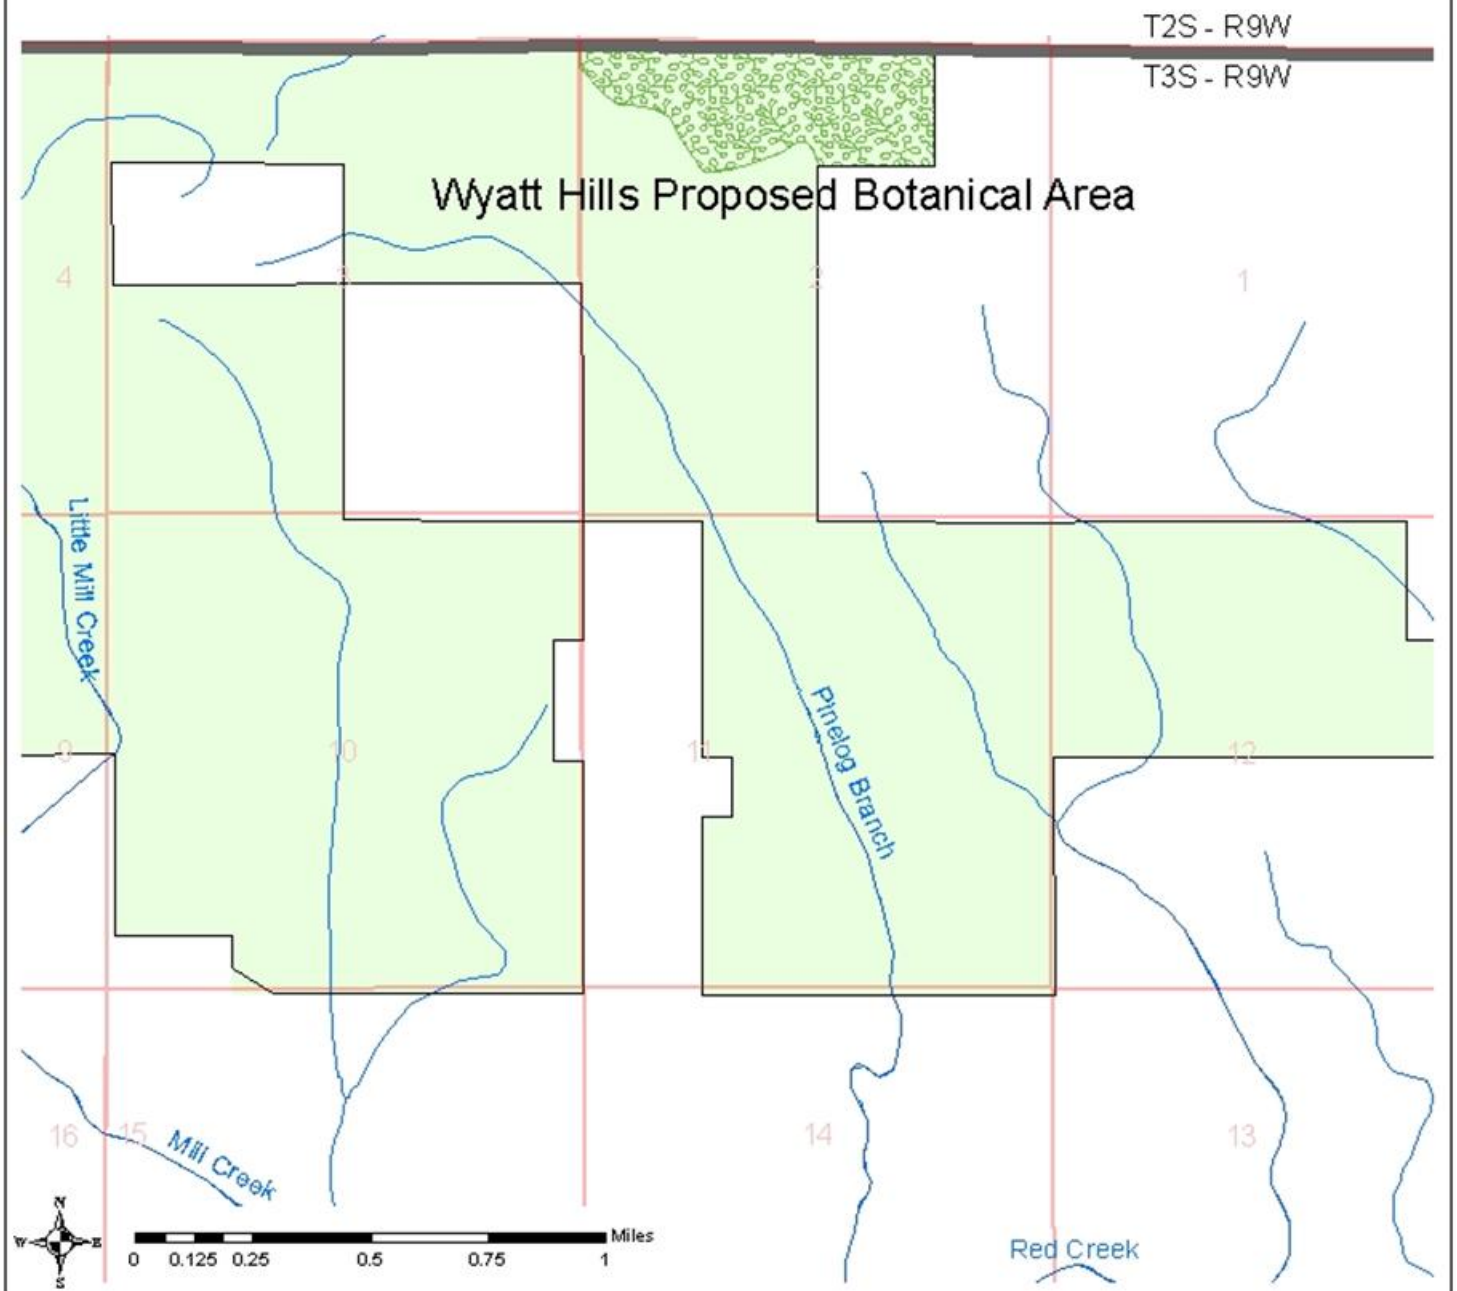 T2S - R9W
T3S - R9W
Wyatt Hills Proposed Botanical Area
4
3
2
1
Little Mill Creek
9
10
11
12
Pinelog Branch
16
15
14
13
Mill Creek
Red Creek
N
W E
S
Miles
0 0.125 0.25 0.5 0.75 1